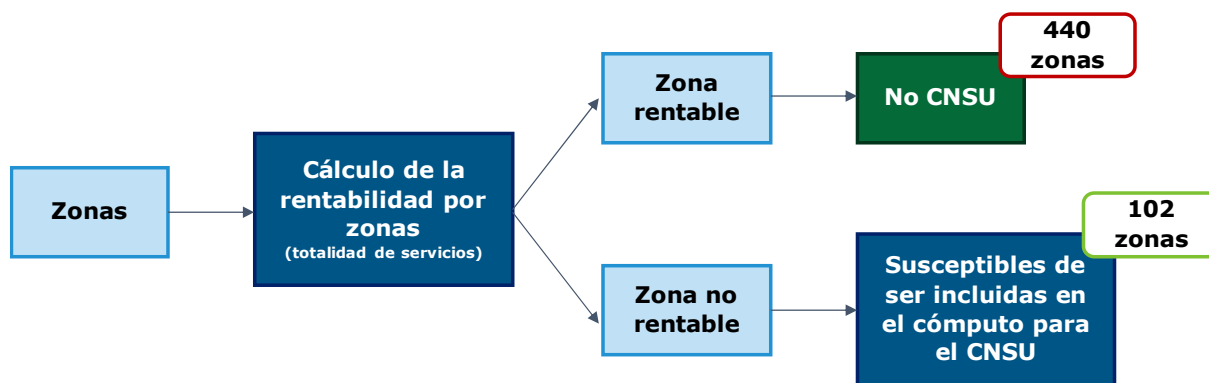 Zonas
Cálculo de la
rentabilidad por
zonas
(totalidad de servicios)
Zona
rentable
No CNSU
440
zonas
Zona no
rentable
Susceptibles de
ser incluidas en
el cómputo para
el CNSU
102
zonas